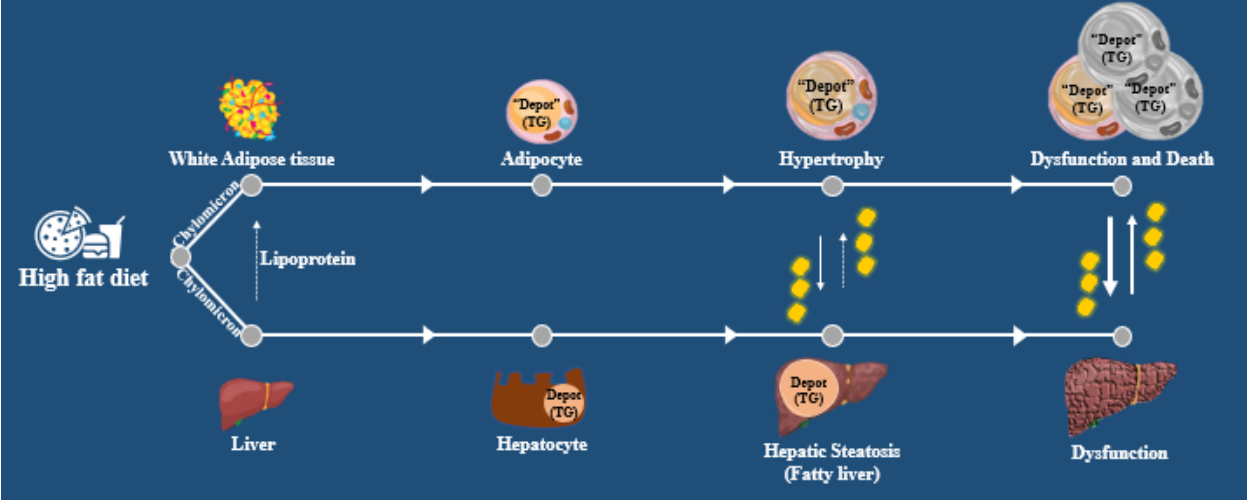 "Depot"
(TG)
"Depot"
(TG)
"Depot"
(TG)
"Depot"
(TG)
"Depot"
(TG)
White Adipose tissue
Adipocyte
Hypertrophy
Dysfunction and Death
Chylomicron
High fat diet
Lipoprotein
Chylomicron
Depot
(TG)
Depot
(TG)
Liver
Hepatocyte
Hepatic Steatosis
(Fatty liver)
Dysfunction